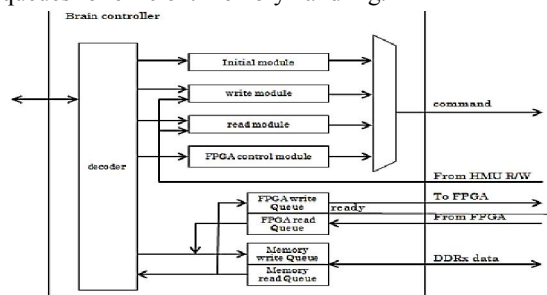 Brain controller
Initial module
write module
command
read module
decoder
FPGA control module
From HMU R/W
FPGA write
Queue
To FPGA
ready
FPGA read
Queue
From FPGA
Memory
write Queue
DDRx data
Memory
read Queue